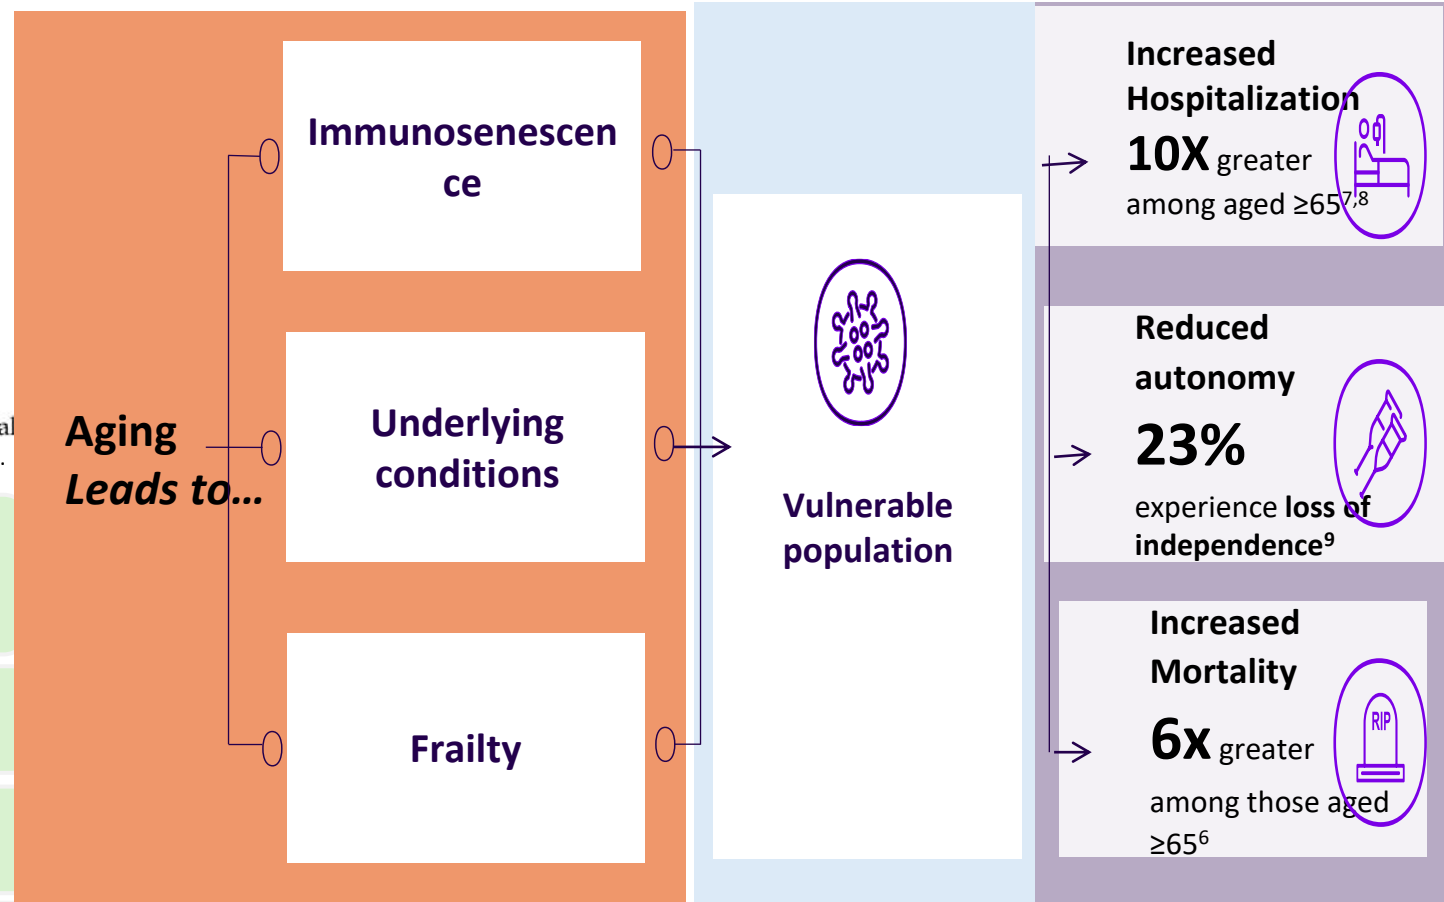 al
.
Aging
Leads to...
Immunosenescen
ce
Underlying
conditions
Frailty
Vulnerable
population
Increased
Hospitalization
10X greater
among aged ≥65⁷,⁸
Reduced
autonomy
23%
experience loss of
independence⁹
Increased
Mortality
6x greater
among those aged
≥65⁶
RIP